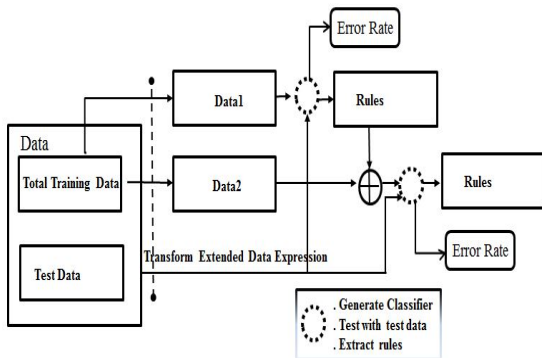 Error Rate
Data1
Rules
Data
Total Training Data
Data2
Rules
Transform Extended Data Expression
Test Data
Error Rate
. Generate Classifier
. Test with test data
. Extract rules